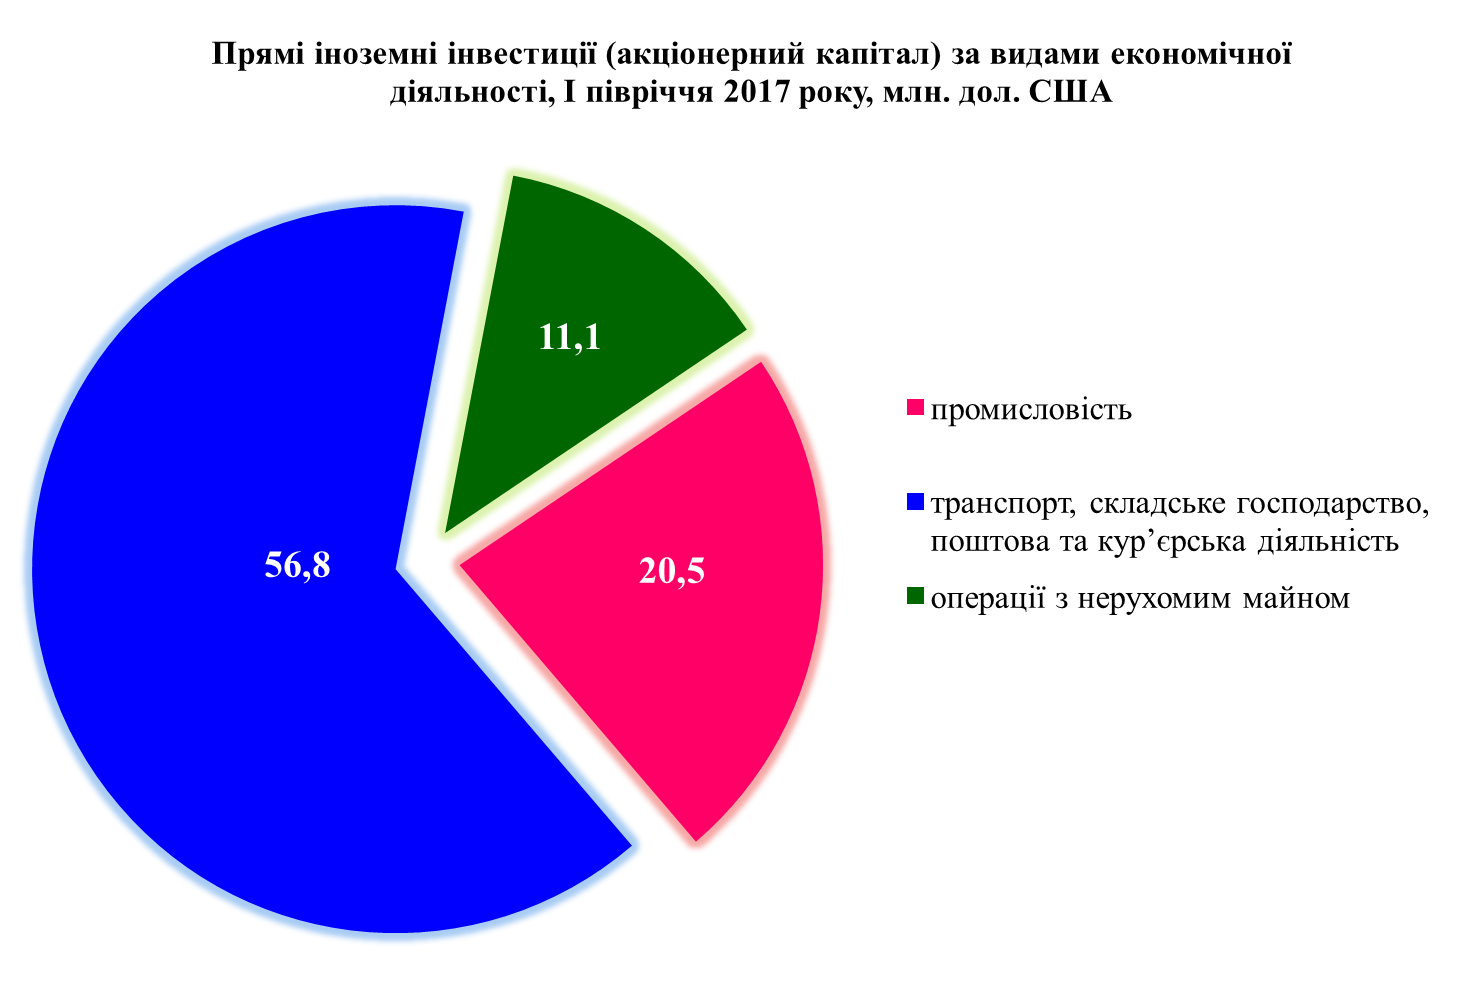 Прямі іноземні інвестиції (акціонерний капітал) за видами економічної
діяльності, І півріччя 2017 року, млн. дол. США
11,1
56,8
20,5
промисловість
транспорт, складське господарство,
поштова та кур’єрська діяльність
операції з нерухомим майном